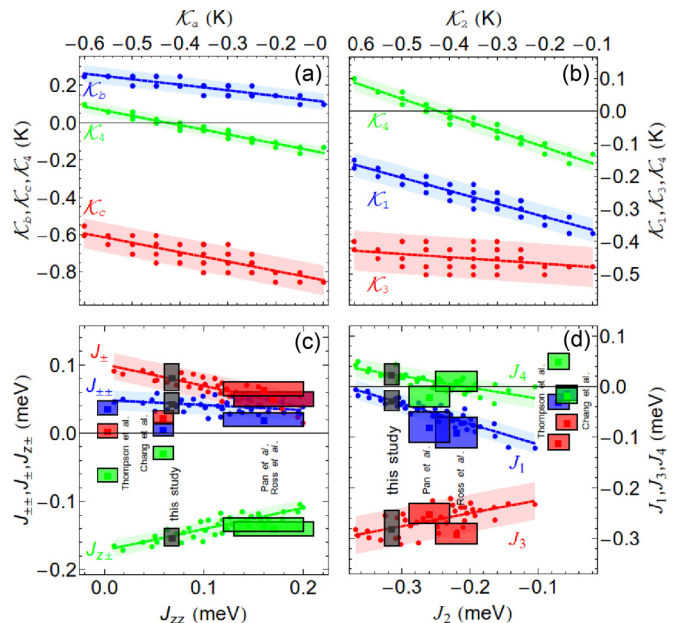 𝒦a (K)
−0.6 −0.5 −0.4 −0.3 −0.2 −0.1 −0
(a)
0.2
0.0
−0.2
−0.4
−0.6
−0.8
𝒦b
𝒦4
𝒦c
𝒦b, 𝒦c, 𝒦4 (K)
𝒦2 (K)
−0.6 −0.5 −0.4 −0.3 −0.2 −0.1
(b)
0.1
0.0
−0.1
−0.2
−0.3
−0.4
−0.5
𝒦4
𝒦1
𝒦3
𝒦1, 𝒦3, 𝒦4 (K)
(c)
0.1
0.0
−0.1
−0.2
J±
J±±
Jz±
Thompson et al.
Chang et al.
this study
Pan et al.
Ross et al.
J±±, J±, Jz± (meV)
0.0 0.1 0.2
Jzz (meV)
(d)
0.1
0.0
−0.1
−0.2
−0.3
J4
J1
J3
this study
Pan et al.
Ross et al.
Thompson et al.
Chang et al.
J1, J3, J4 (meV)
−0.3 −0.2 −0.1
J2 (meV)